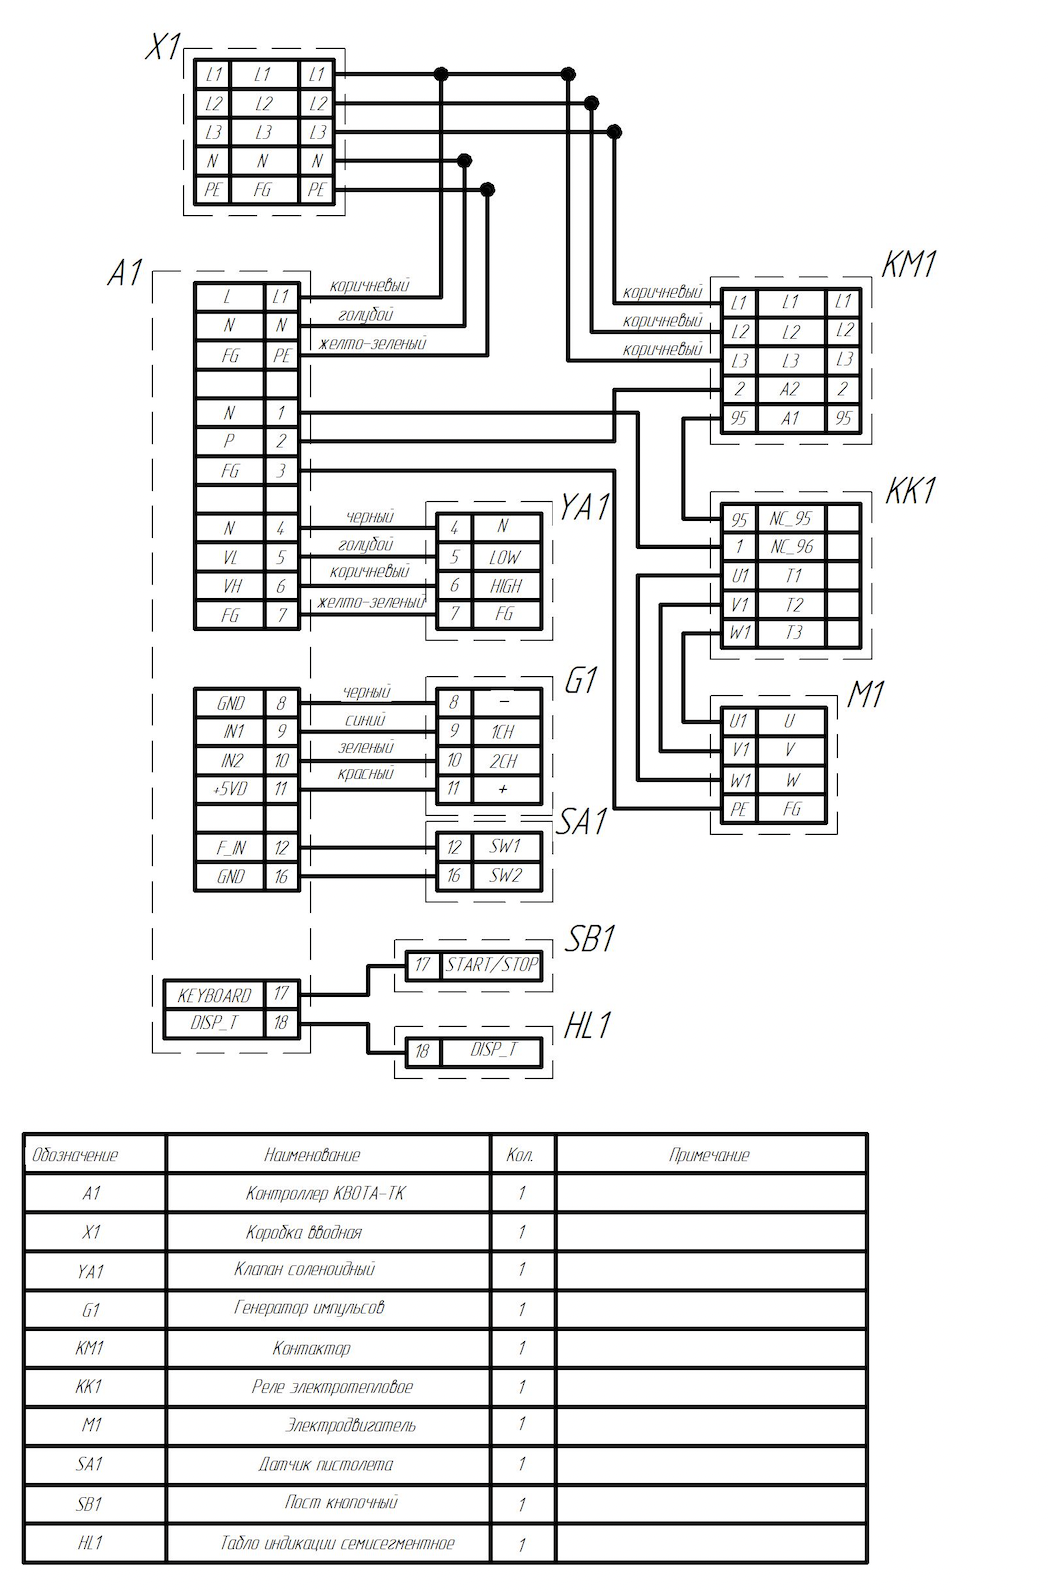 X1
L1 L1 L1
L2 L2 L2
L3 L3 L3
N N N
PE FG PE
A1
L L1 коричневый
N N голубой
FG PE желто-зеленый
N 1
P 2
FG 3
N 4 черный
VL 5 голубой
VH 6 коричневый
FG 7 желто-зеленый
GND 8 черный
IN1 9 синий
IN2 10 зеленый
+5VD 11 красный
F_IN 12
GND 16
KEYBOARD 17
DISP_T 18
KM1
коричневый L1 L1 L1
коричневый L2 L2 L2
коричневый L3 L3 L3
2 A2 2
95 A1 95
KK1
95 NC_95
1 NC_96
U1 T1
V1 T2
W1 T3
YA1
4 N
5 LOW
6 HIGH
7 FG
M1
U1 U
V1 V
W1 W
PE FG
G1
8 −
9 1CH
10 2CH
11 +
SA1
12 SW1
16 SW2
SB1
17 START/STOP
HL1
18 DISP_T
Обозначение Наименование Кол. Примечание
A1 Контроллер КВОТА-ТК 1
X1 Коробка вводная 1
YA1 Клапан соленоидный 1
G1 Генератор импульсов 1
KM1 Контактор 1
KK1 Реле электротепловое 1
M1 Электродвигатель 1
SA1 Датчик пистолета 1
SB1 Пост кнопочный 1
HL1 Табло индикации семисегментное 1